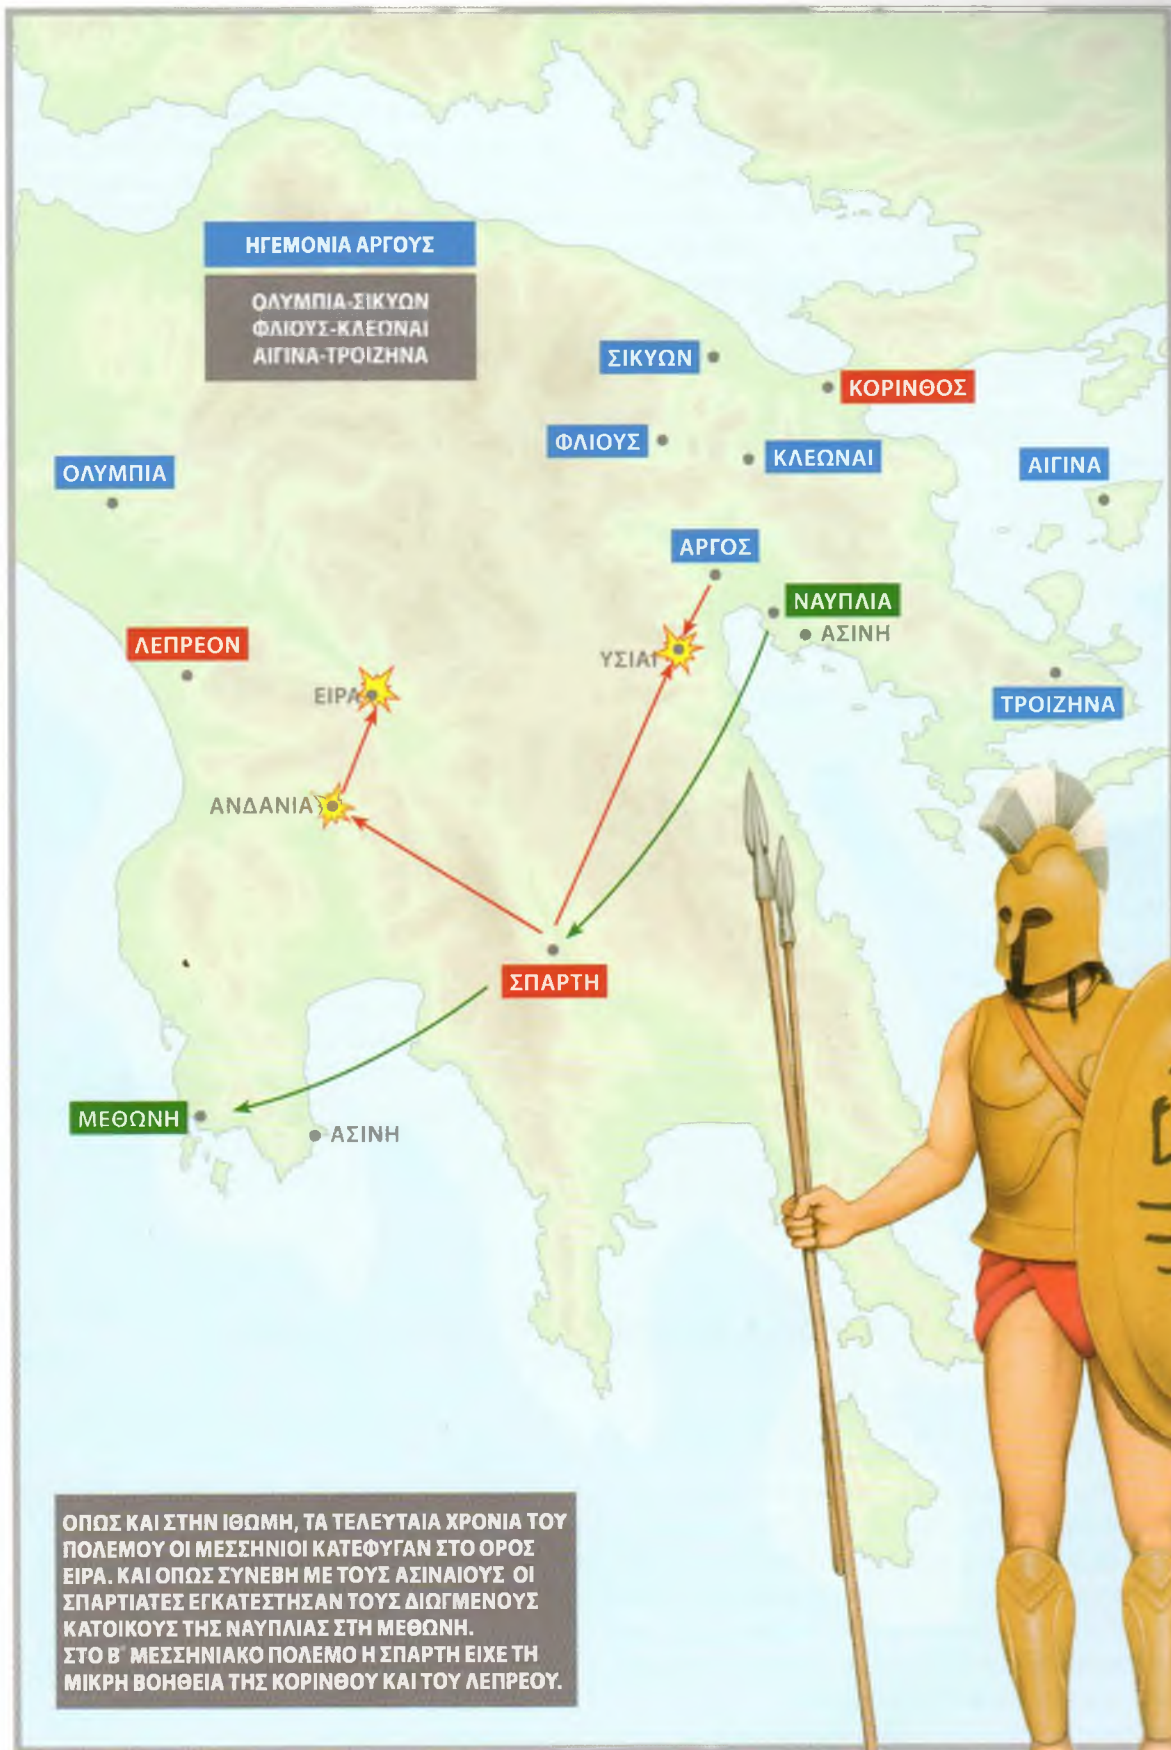 ΗΓΕΜΟΝΙΑ ΑΡΓΟΥΣ
ΟΛΥΜΠΙΑ-ΣΙΚΥΩΝ
ΦΛΙΟΥΣ-ΚΛΕΩΝΑΙ
ΑΙΓΙΝΑ-ΤΡΟΙΖΗΝΑ
ΣΙΚΥΩΝ
ΚΟΡΙΝΘΟΣ
ΦΛΙΟΥΣ
ΚΛΕΩΝΑΙ
ΑΙΓΙΝΑ
ΟΛΥΜΠΙΑ
ΑΡΓΟΣ
ΝΑΥΠΛΙΑ
ΑΣΙΝΗ
ΛΕΠΡΕΟΝ
ΥΣΙΑΙ
ΕΙΡΑ
ΤΡΟΙΖΗΝΑ
ΑΝΔΑΝΙΑ
ΣΠΑΡΤΗ
ΜΕΘΩΝΗ
ΑΣΙΝΗ
ΟΠΩΣ ΚΑΙ ΣΤΗΝ ΙΘΩΜΗ, ΤΑ ΤΕΛΕΥΤΑΙΑ ΧΡΟΝΙΑ ΤΟΥ
ΠΟΛΕΜΟΥ ΟΙ ΜΕΣΣΗΝΙΟΙ ΚΑΤΕΦΥΓΑΝ ΣΤΟ ΟΡΟΣ
ΕΙΡΑ. ΚΑΙ ΟΠΩΣ ΣΥΝΕΒΗ ΜΕ ΤΟΥΣ ΑΣΙΝΑΙΟΥΣ ΟΙ
ΣΠΑΡΤΙΑΤΕΣ ΕΓΚΑΤΕΣΤΗΣΑΝ ΤΟΥΣ ΔΙΩΓΜΕΝΟΥΣ
ΚΑΤΟΙΚΟΥΣ ΤΗΣ ΝΑΥΠΛΙΑΣ ΣΤΗ ΜΕΘΩΝΗ.
ΣΤΟ Β΄ ΜΕΣΣΗΝΙΑΚΟ ΠΟΛΕΜΟ Η ΣΠΑΡΤΗ ΕΙΧΕ ΤΗ
ΜΙΚΡΗ ΒΟΗΘΕΙΑ ΤΗΣ ΚΟΡΙΝΘΟΥ ΚΑΙ ΤΟΥ ΛΕΠΡΕΟΥ.